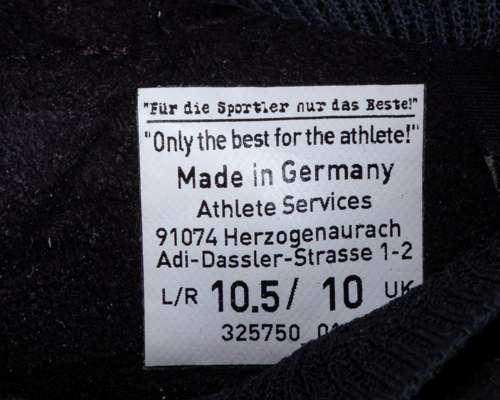 "Für die Sportler nur das Beste!"
"Only the best for the athlete!"
Made in Germany
Athlete Services
91074 Herzogenaurach
Adi-Dassler-Strasse 1-2
L/R 10.5/ 10 UK
325750